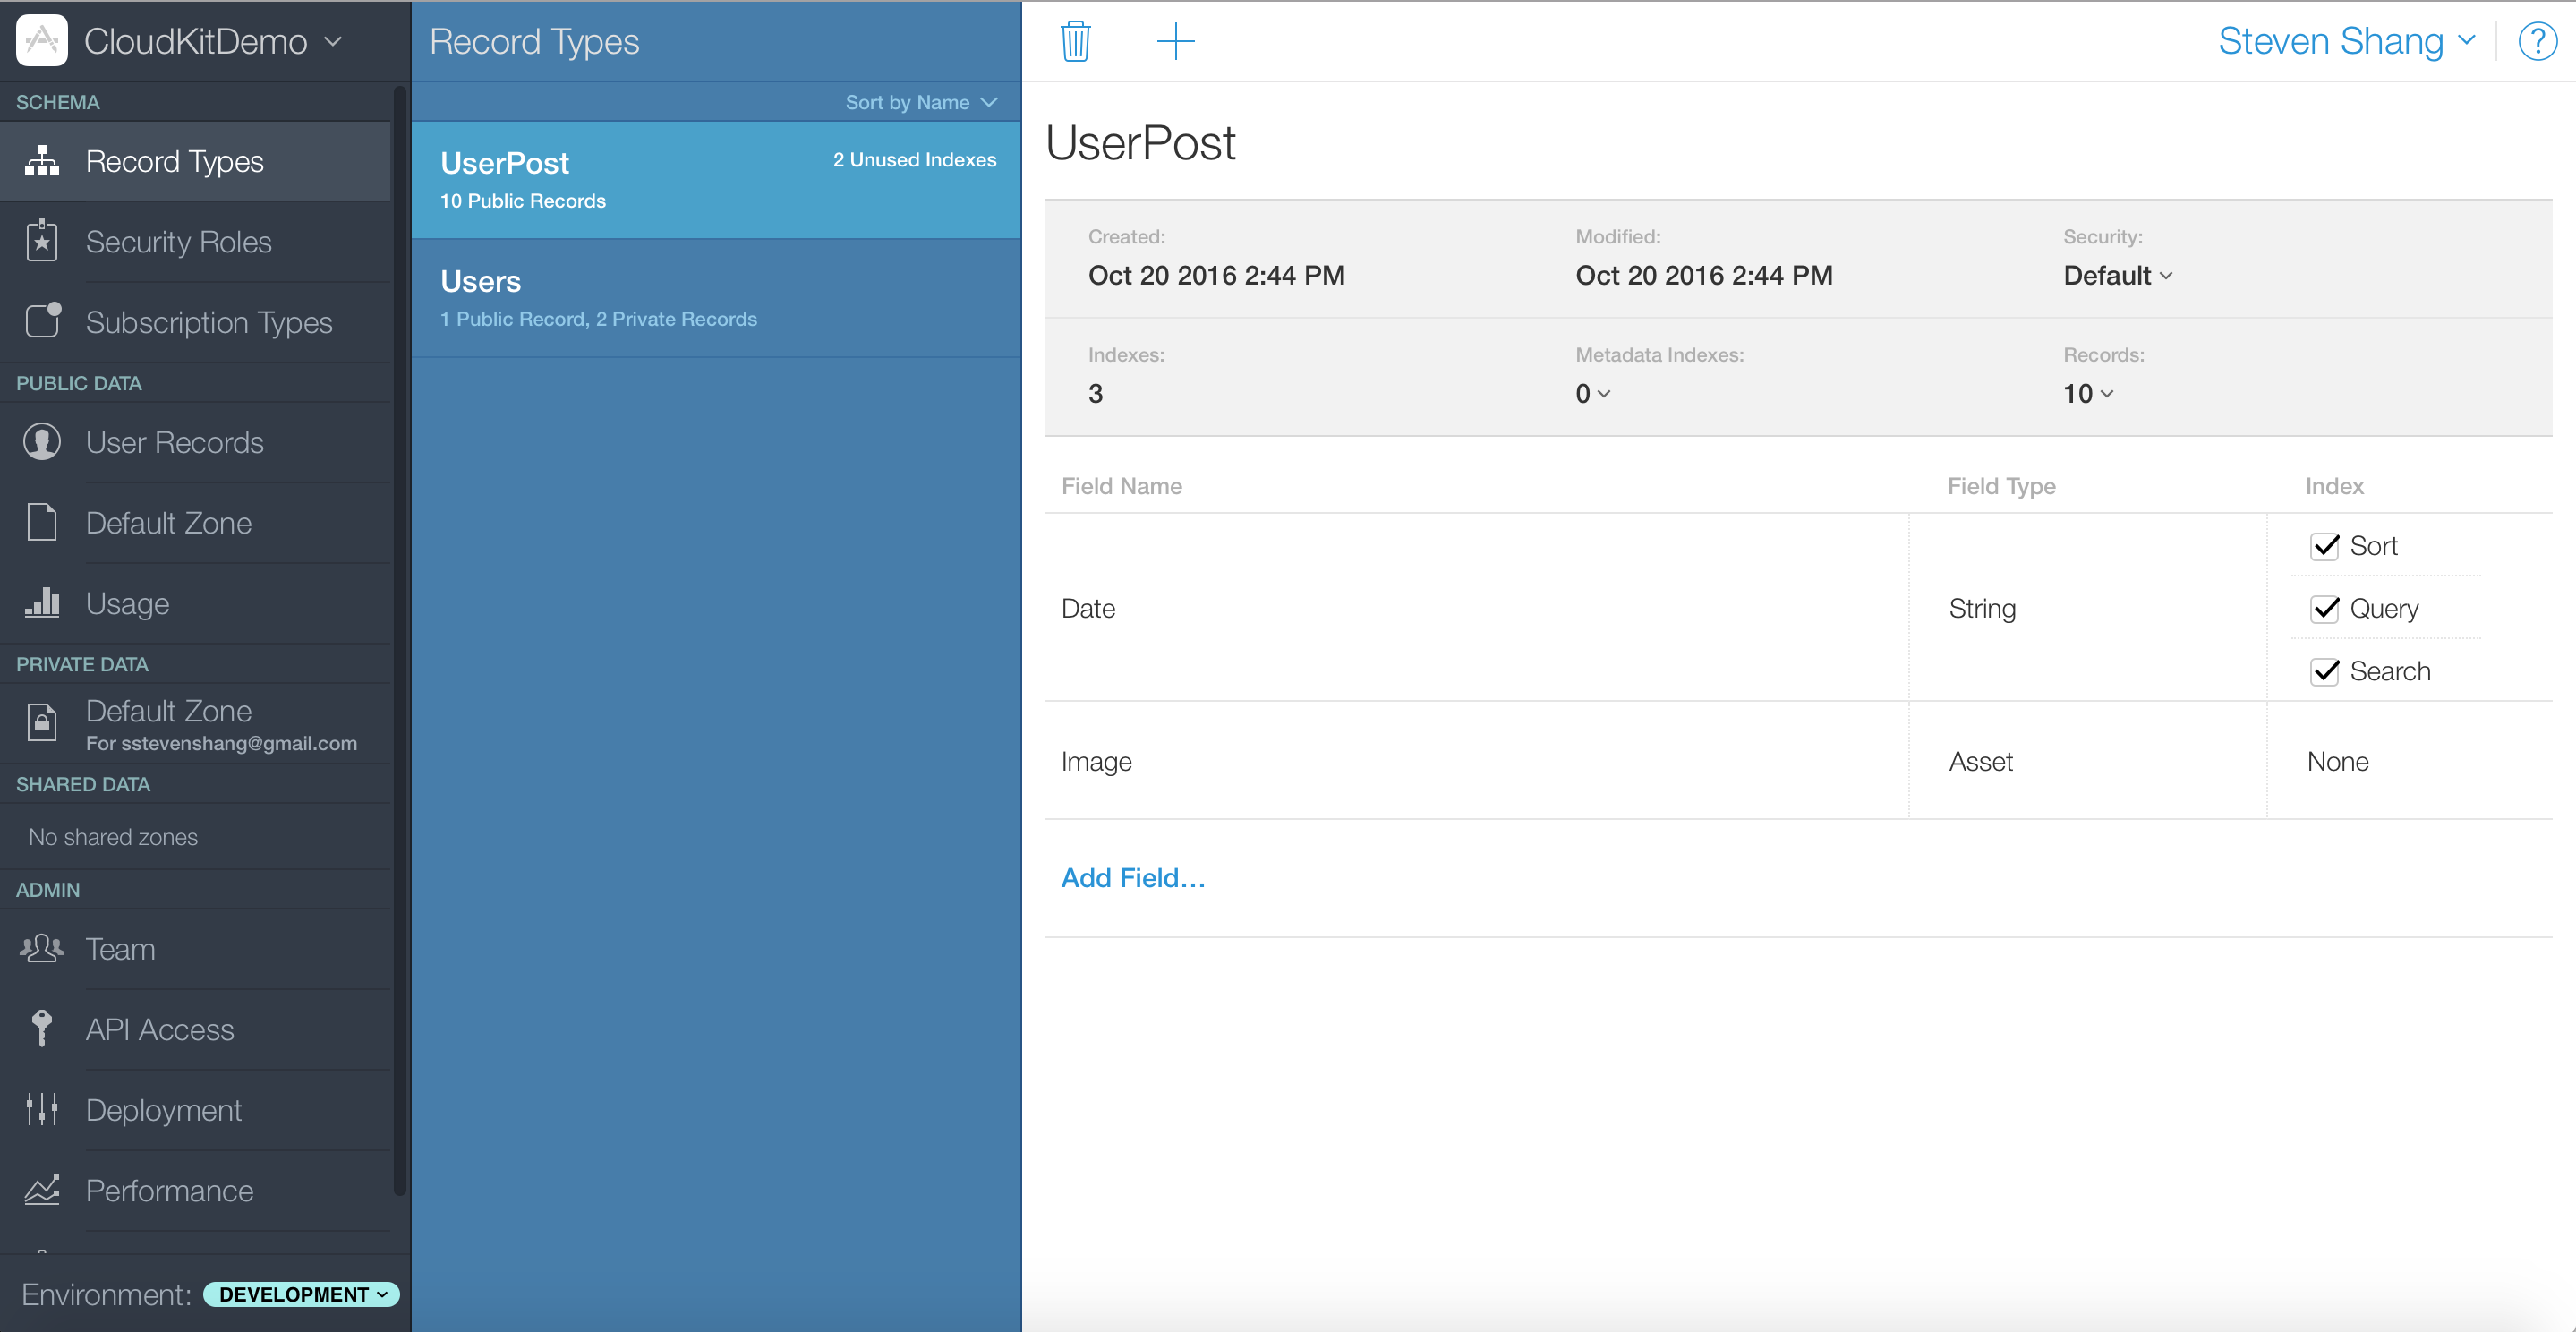 CloudKitDemo
SCHEMA
Record Types
Security Roles
Subscription Types
PUBLIC DATA
User Records
Default Zone
Usage
PRIVATE DATA
Default Zone
For sstevenshang@gmail.com
SHARED DATA
No shared zones
ADMIN
Team
API Access
Deployment
Performance
Environment: DEVELOPMENT
Record Types
Sort by Name
UserPost 2 Unused Indexes
10 Public Records
Users
1 Public Record, 2 Private Records
Steven Shang ?
UserPost
Created: Modified: Security:
Oct 20 2016 2:44 PM Oct 20 2016 2:44 PM Default
Indexes: Metadata Indexes: Records:
3 0 10
Field Name Field Type Index
Sort
Date String Query
Search
Image Asset None
Add Field...